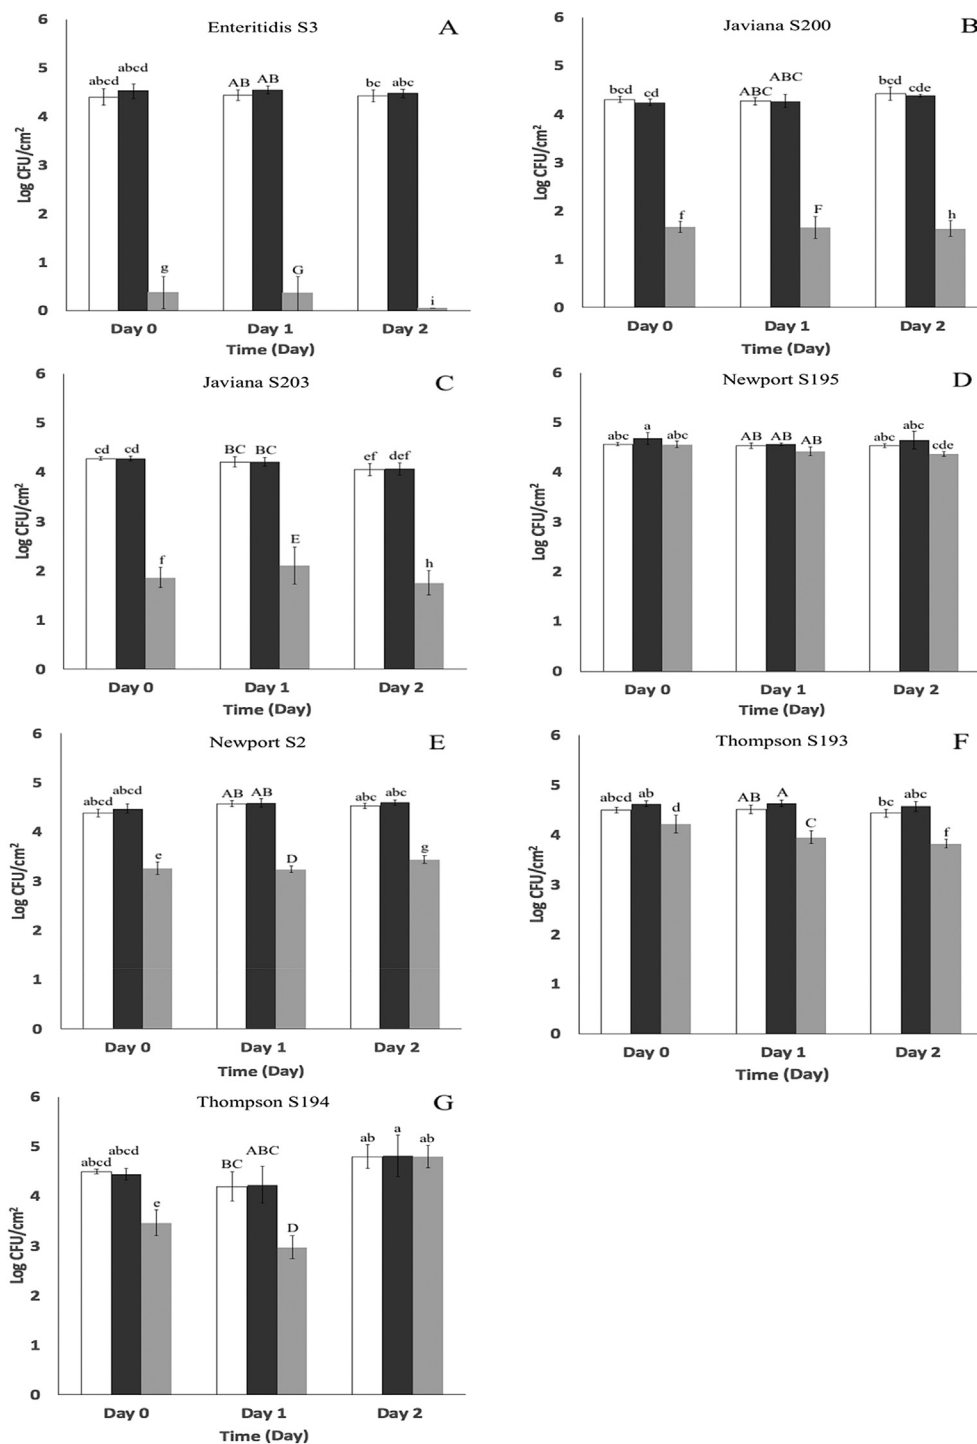 Enteritidis S3
A
6
5
4
3
2
1
0
Log CFU/cm²
abcd
abcd
g
AB
AB
G
bc
abc
i
Day 0
Day 1
Day 2
Time (Day)
Javiana S200
B
6
5
4
3
2
1
0
Log CFU/cm²
bcd
cd
f
ABC
ABC
F
bcd
cde
h
Day 0
Day 1
Day 2
Time (Day)
Javiana S203
C
6
5
4
3
2
1
0
Log CFU/cm²
cd
cd
f
BC
BC
E
ef
def
h
Day 0
Day 1
Day 2
Time (Day)
Newport S195
D
6
5
4
3
2
1
0
Log CFU/cm²
abc
a
abc
AB
AB
AB
abc
abc
cde
Day 0
Day 1
Day 2
Time (Day)
Newport S2
E
6
5
4
3
2
1
0
Log CFU/cm²
abcd
abcd
e
AB
AB
D
abc
abc
g
Day 0
Day 1
Day 2
Time (Day)
Thompson S193
F
6
5
4
3
2
1
0
Log CFU/cm²
abcd
ab
d
AB
A
C
bc
abc
f
Day 0
Day 1
Day 2
Time (Day)
Thompson S194
G
6
5
4
3
2
1
0
Log CFU/cm²
abcd
abcd
e
BC
ABC
D
ab
a
ab
Day 0
Day 1
Day 2
Time (Day)